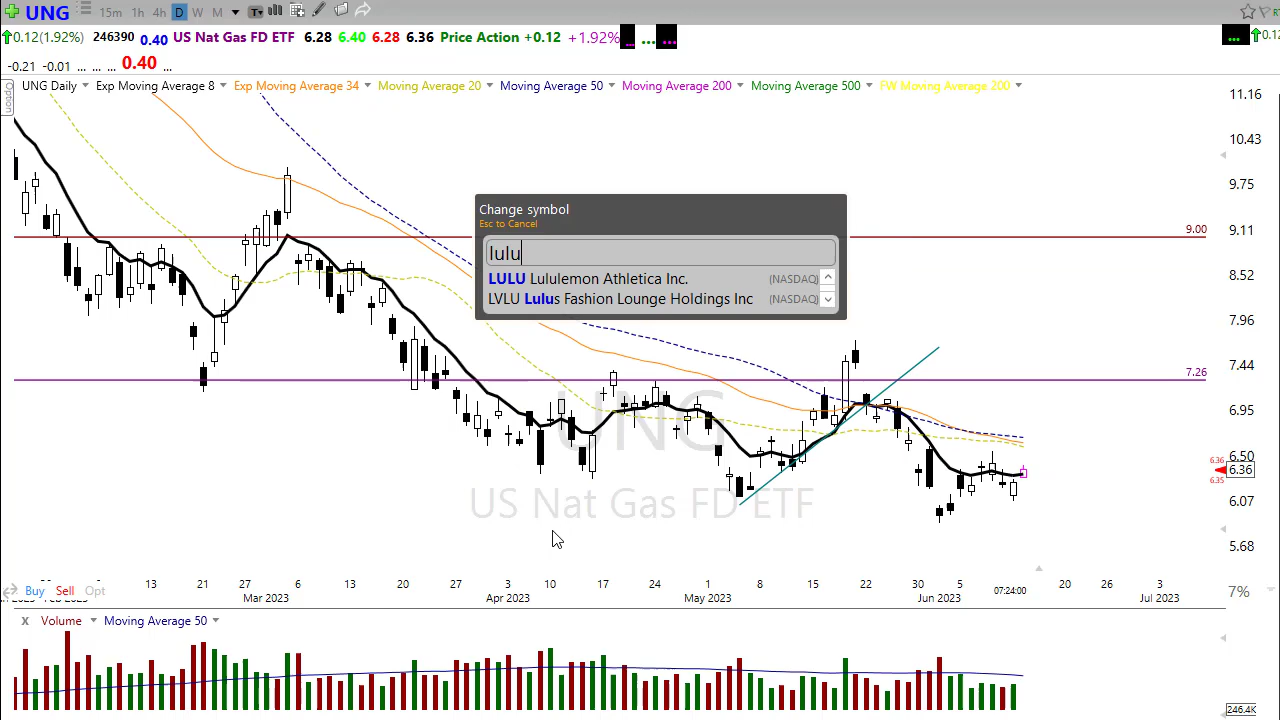 UNG 15m 1h 4h D W M T
0.12(1.92%) 246390 0.40 US Nat Gas FD ETF 6.28 6.40 6.28 6.36 Price Action +0.12 +1.92% ... ... ... ... 0.12
-0.21 -0.01 ... ... ... 0.40 ...
UNG Daily Exp Moving Average 8 Exp Moving Average 34 Moving Average 20 Moving Average 50 Moving Average 200 Moving Average 500 FW Moving Average 200
Option
11.16
10.43
9.75
9.00
9.11
8.52
7.96
7.44
7.26
6.95
6.50
6.36
6.36
6.35
6.07
5.68
Change symbol
Esc to Cancel
lulu
LULU Lululemon Athletica Inc. (NASDAQ)
LVLU Lulus Fashion Lounge Holdings Inc (NASDAQ)
UNG
US Nat Gas FD ETF
13 21 27 6 13 20 27 10 17 24 1 8 15 22 30 5 07:24:00 20 26 3
Buy Sell Opt 7%
Mar 2023 Apr 2023 May 2023 Jun 2023 Jul 2023
x Volume Moving Average 50
246.4K